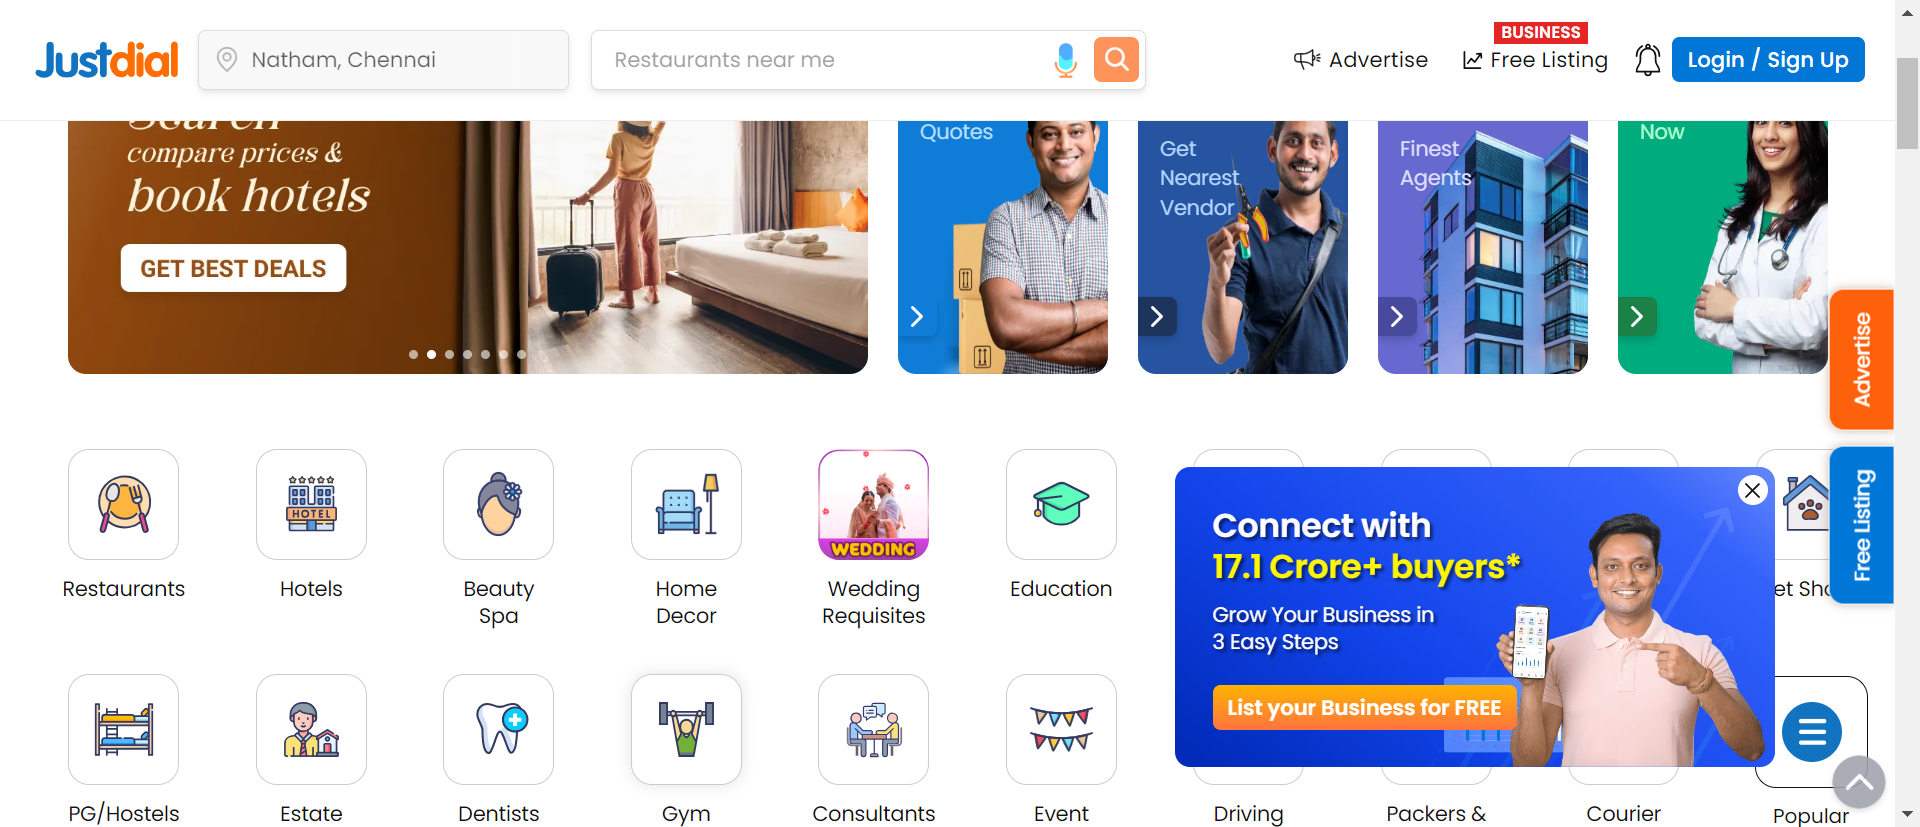 Justdial
Natham, Chennai
Restaurants near me
Advertise
BUSINESS
Free Listing
Login / Sign Up
Search
compare prices &
book hotels
GET BEST DEALS
Quotes
Get
Nearest
Vendor
Finest
Agents
Now
Advertise
Free Listing
HOTEL
WEDDING
Restaurants
Hotels
Beauty
Spa
Home
Decor
Wedding
Requisites
Education
Connect with
17.1 Crore+ buyers*
Grow Your Business in
3 Easy Steps
List your Business for FREE
PG/Hostels
Estate
Dentists
Gym
Consultants
Event
Driving
Packers &
Courier
Popular